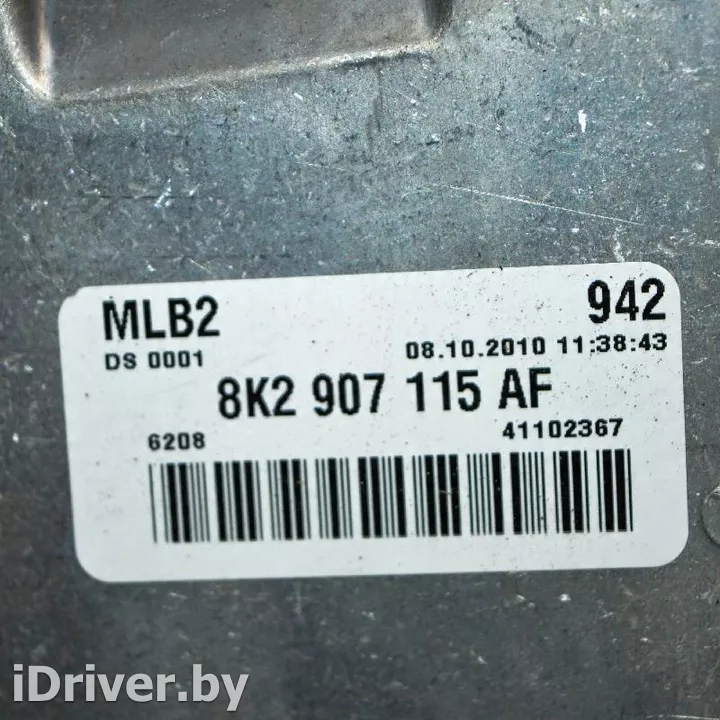 MLB2 942
DS 0001 08.10.2010 11:38:43
8K2 907 115 AF
6208 41102367
iDriver.by